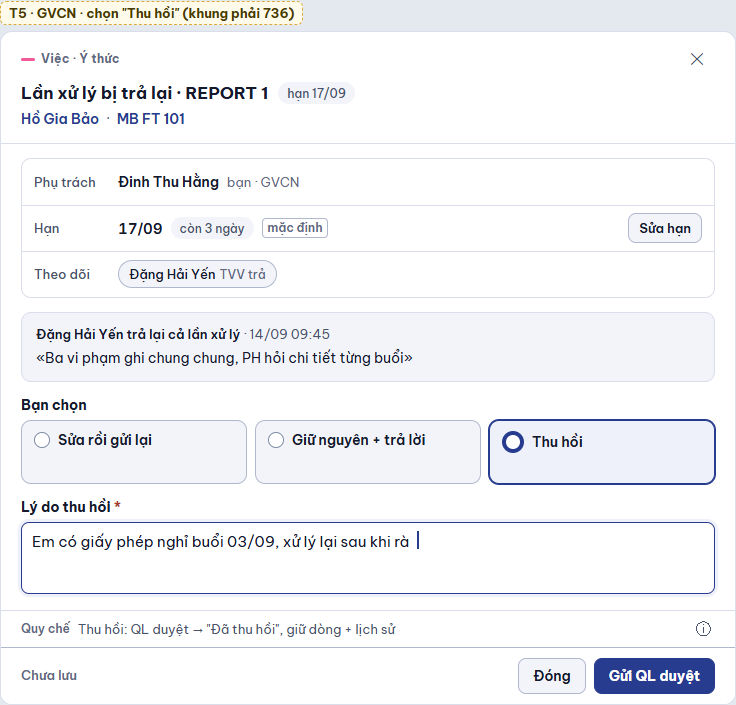 T5 · GVCN · chọn "Thu hồi" (khung phải 736)
Việc · Ý thức
Lần xử lý bị trả lại · REPORT 1 hạn 17/09
Hồ Gia Bảo · MB FT 101
Phụ trách Đinh Thu Hằng bạn · GVCN
Hạn 17/09 còn 3 ngày mặc định Sửa hạn
Theo dõi Đặng Hải Yến TVV trả
Đặng Hải Yến trả lại cả lần xử lý · 14/09 09:45
«Ba vi phạm ghi chung chung, PH hỏi chi tiết từng buổi»
Bạn chọn
Sửa rồi gửi lại Giữ nguyên + trả lời Thu hồi
Lý do thu hồi *
Em có giấy phép nghỉ buổi 03/09, xử lý lại sau khi rà
Quy chế Thu hồi: QL duyệt → "Đã thu hồi", giữ dòng + lịch sử
Chưa lưu Đóng Gửi QL duyệt